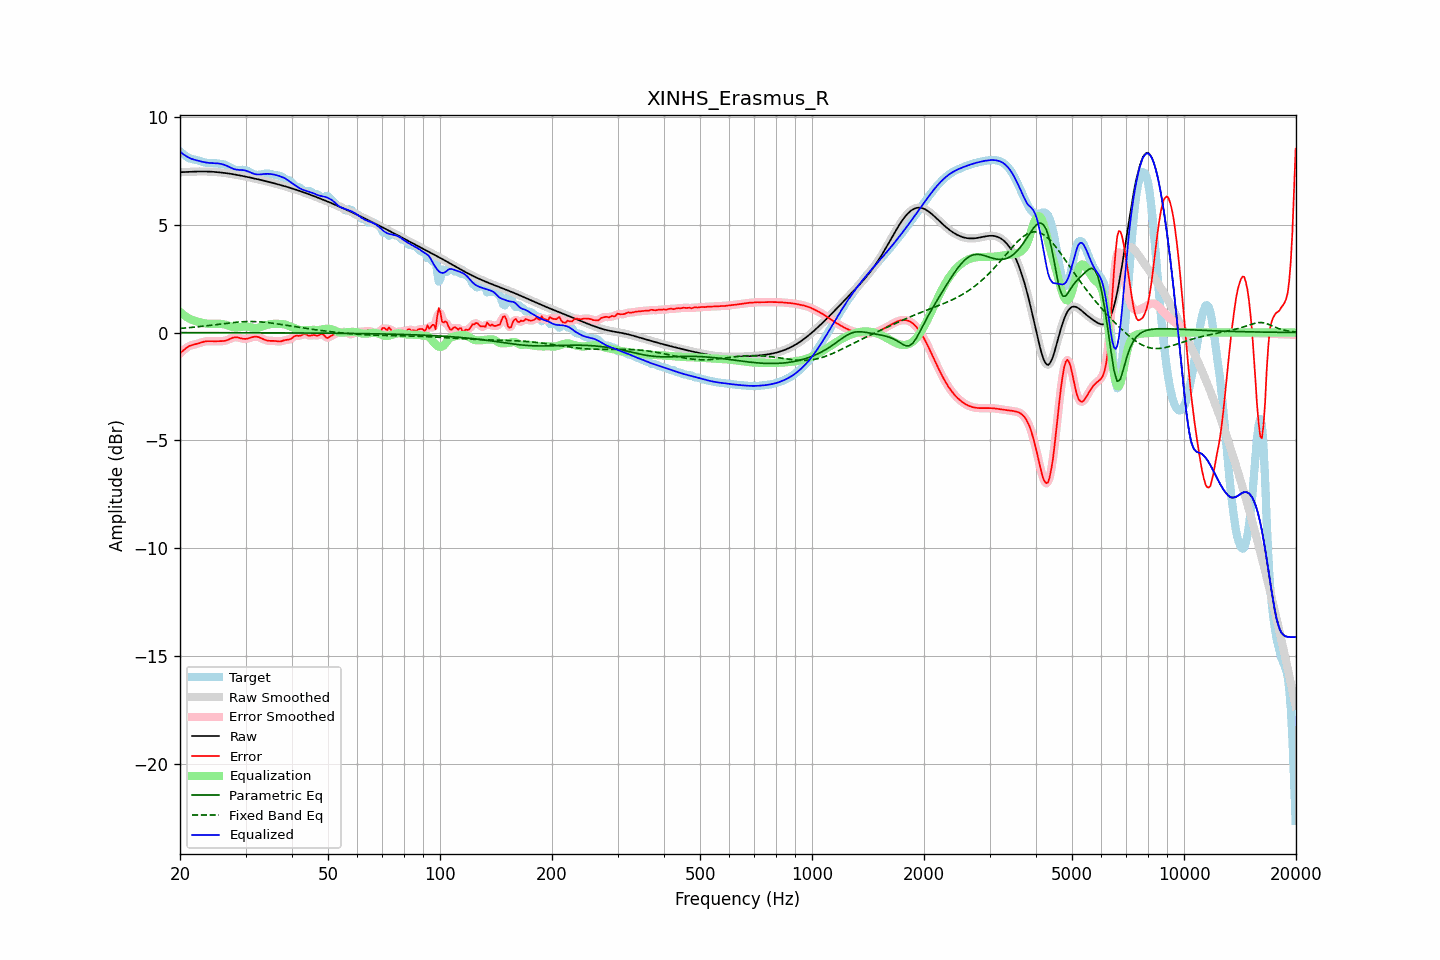 XINHS_Erasmus_R
10
5
0
−5
−10
−15
−20
Amplitude (dBr)
Target
Raw Smoothed
Error Smoothed
Raw
Error
Equalization
Parametric Eq
Fixed Band Eq
Equalized
20 50 100 200 500 1000 2000 5000 10000 20000
Frequency (Hz)